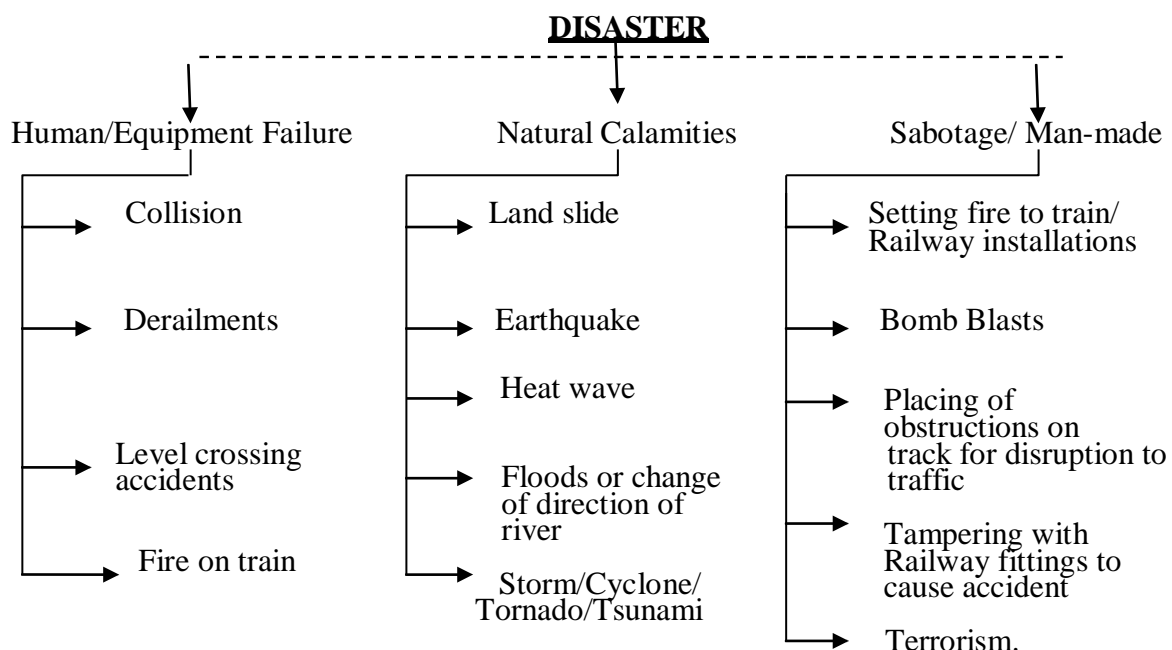 DISASTER
Human/Equipment Failure
Collision
Derailments
Level crossing
accidents
Fire on train
Natural Calamities
Land slide
Earthquake
Heat wave
Floods or change
of direction of
river
Storm/Cyclone/
Tornado/Tsunami
Sabotage/ Man-made
Setting fire to train/
Railway installations
Bomb Blasts
Placing of
obstructions on
track for disruption to
traffic
Tampering with
Railway fittings to
cause accident
Terrorism.